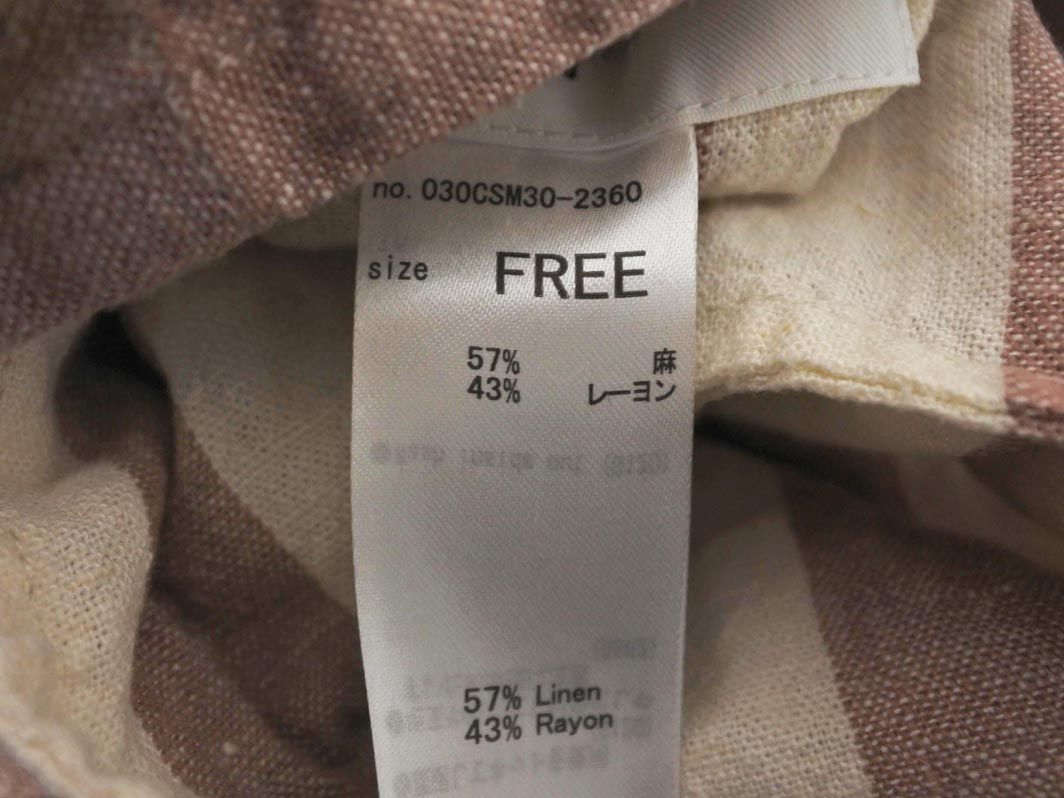 no. 030CSM30-2360
size FREE
57% 麻
43% レーヨン
57% Linen
43% Rayon